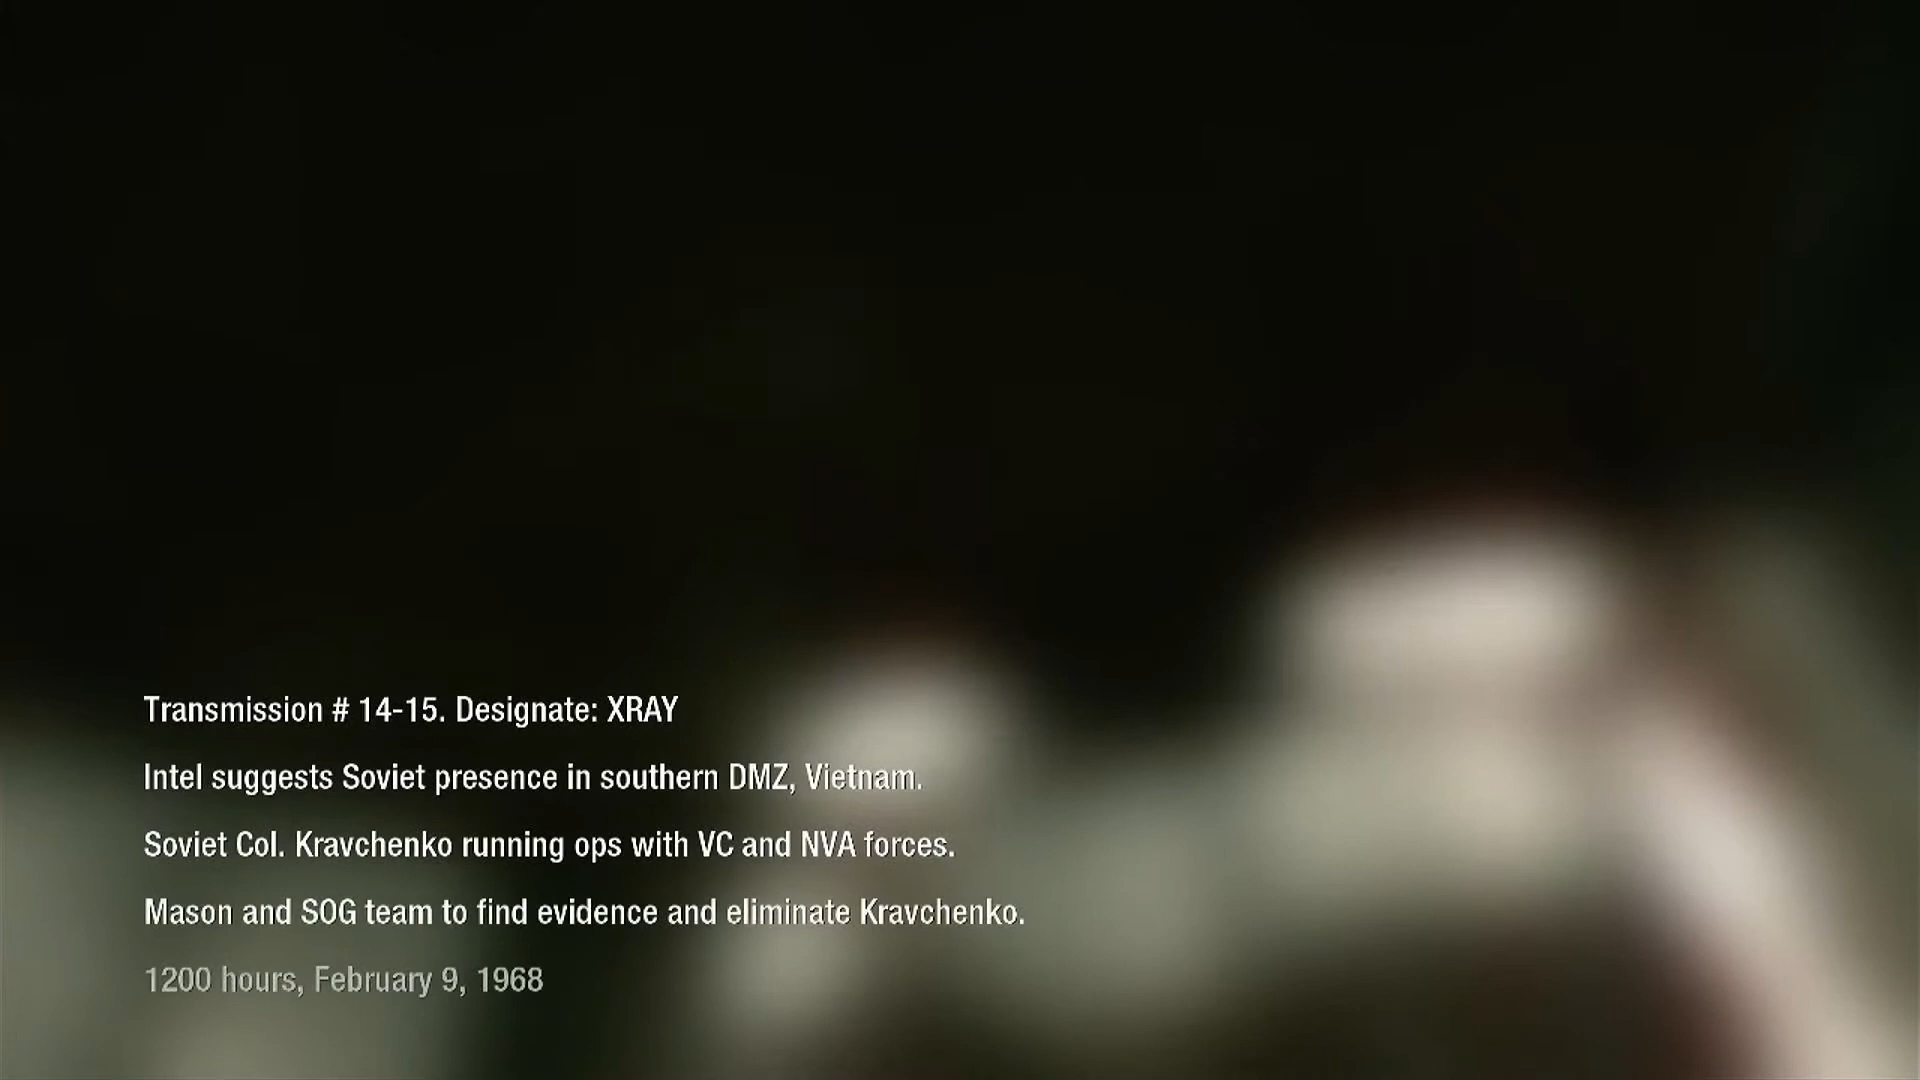 Transmission # 14-15. Designate: XRAY
Intel suggests Soviet presence in southern DMZ, Vietnam.
Soviet Col. Kravchenko running ops with VC and NVA forces.
Mason and SOG team to find evidence and eliminate Kravchenko.
1200 hours, February 9, 1968